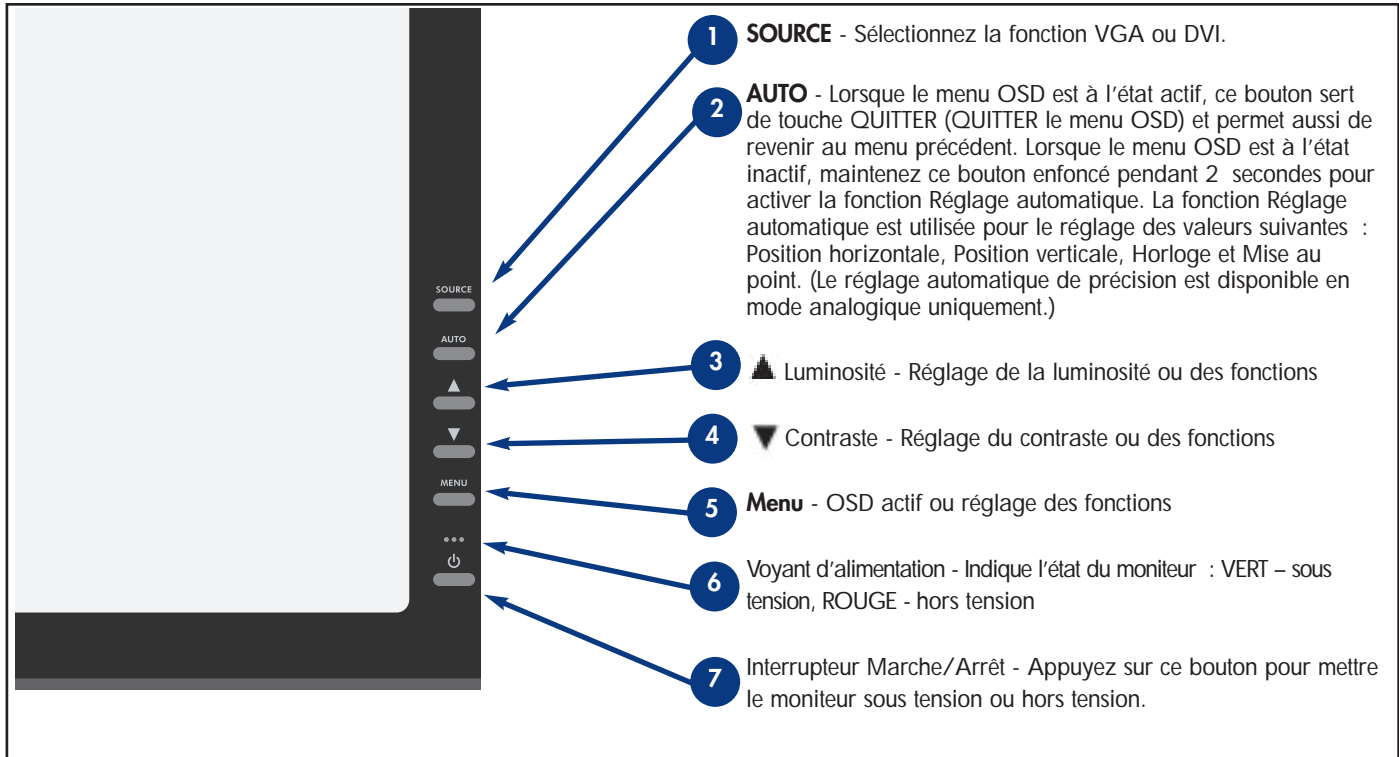 SOURCE
AUTO
▲
▼
MENU
1 SOURCE - Sélectionnez la fonction VGA ou DVI.
2 AUTO - Lorsque le menu OSD est à l'état actif, ce bouton sert
de touche QUITTER (QUITTER le menu OSD) et permet aussi de
revenir au menu précédent. Lorsque le menu OSD est à l'état
inactif, maintenez ce bouton enfoncé pendant 2 secondes pour
activer la fonction Réglage automatique. La fonction Réglage
automatique est utilisée pour le réglage des valeurs suivantes :
Position horizontale, Position verticale, Horloge et Mise au
point. (Le réglage automatique de précision est disponible en
mode analogique uniquement.)
3 ▲ Luminosité - Réglage de la luminosité ou des fonctions
4 ▼ Contraste - Réglage du contraste ou des fonctions
5 Menu - OSD actif ou réglage des fonctions
6 Voyant d'alimentation - Indique l'état du moniteur : VERT – sous
tension, ROUGE - hors tension
7 Interrupteur Marche/Arrêt - Appuyez sur ce bouton pour mettre
le moniteur sous tension ou hors tension.